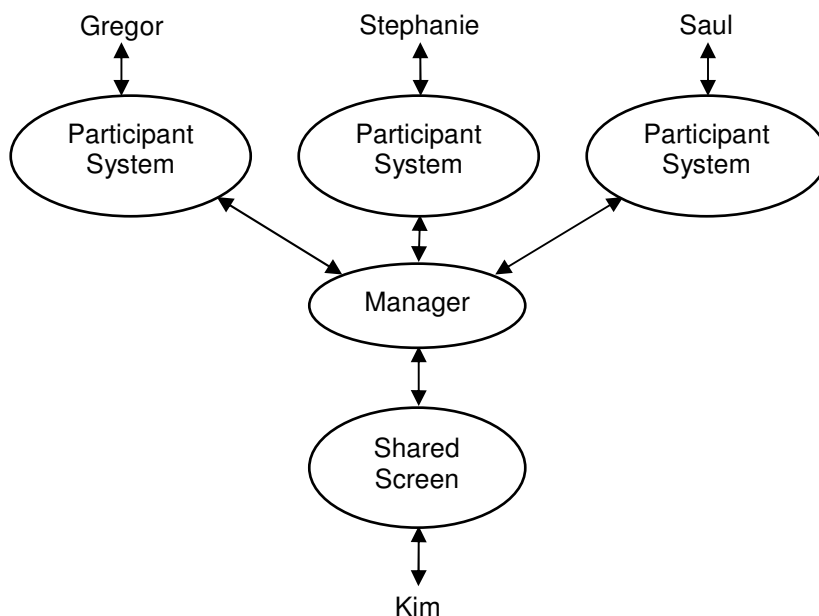 Gregor
Stephanie
Saul
Participant
System
Participant
System
Participant
System
Manager
Shared
Screen
Kim